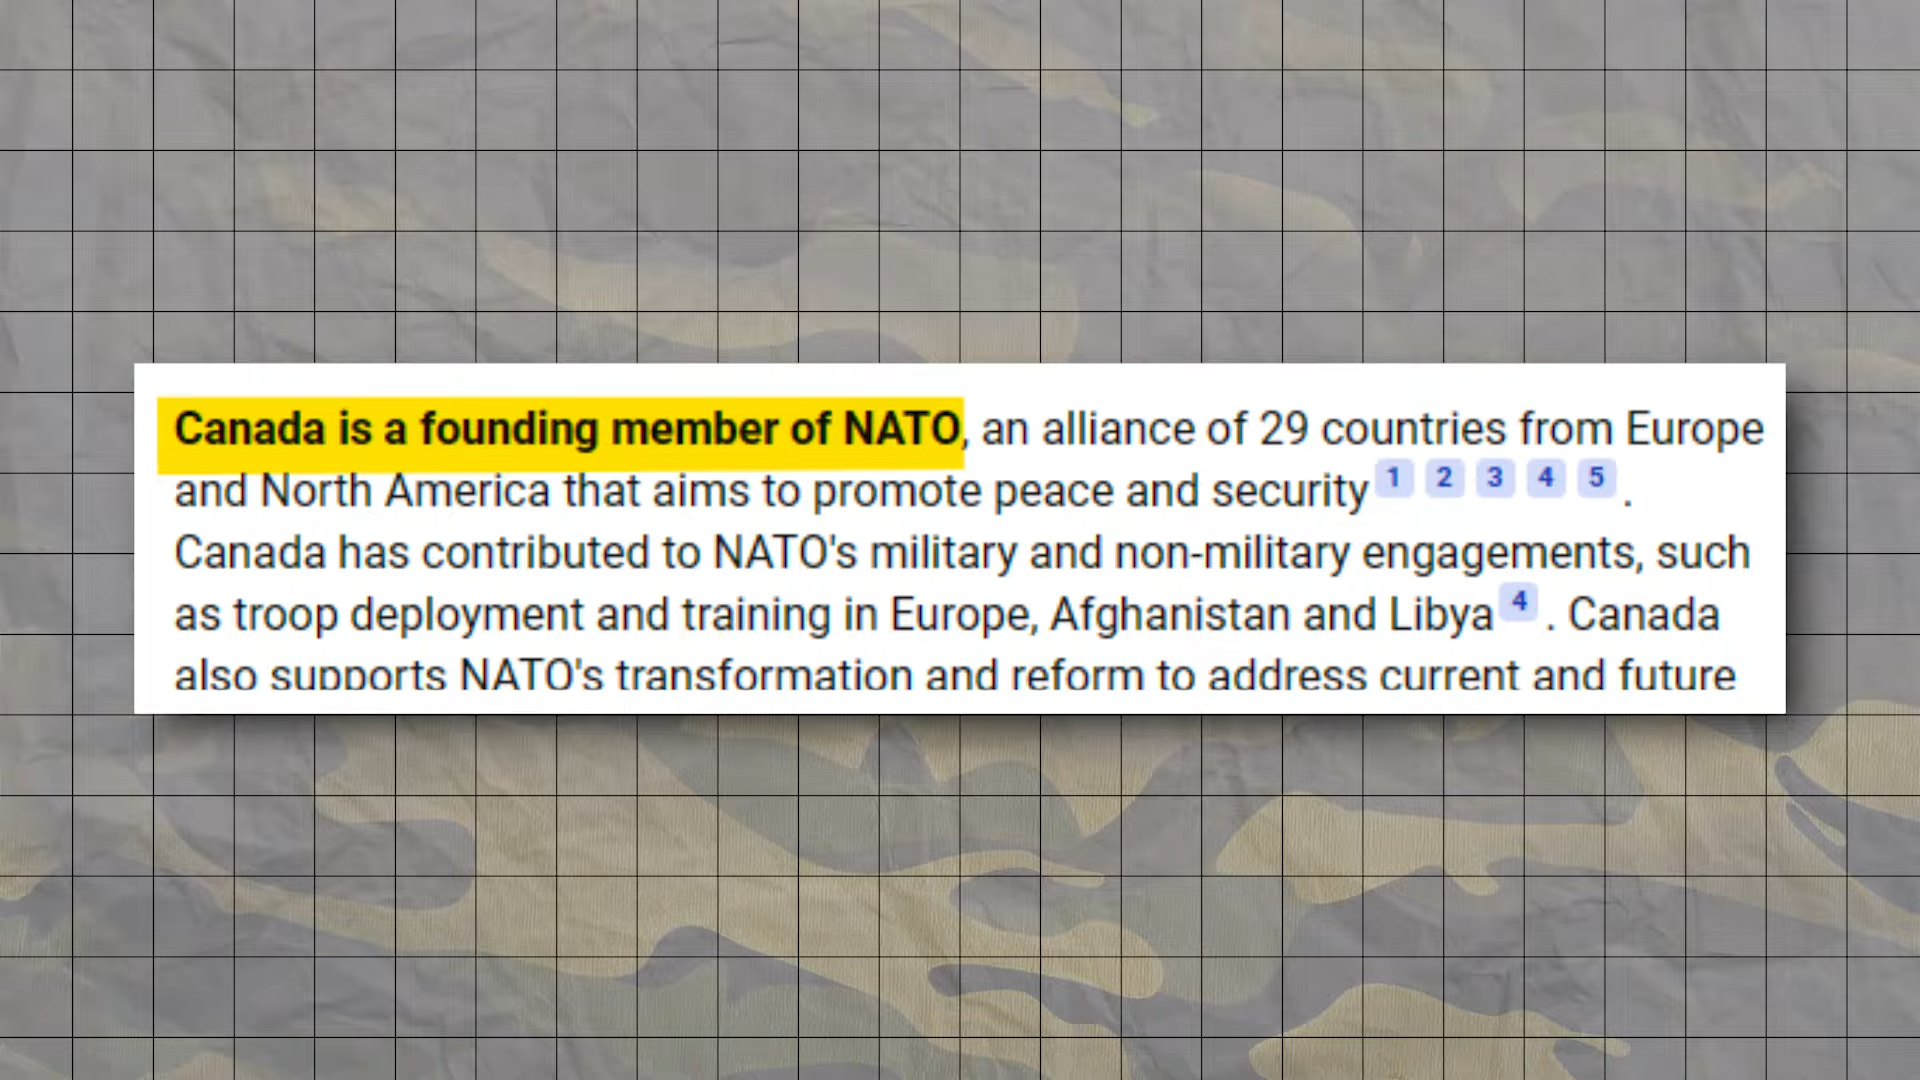 Canada is a founding member of NATO, an alliance of 29 countries from Europe
and North America that aims to promote peace and security 1 2 3 4 5 .
Canada has contributed to NATO's military and non-military engagements, such
as troop deployment and training in Europe, Afghanistan and Libya 4 . Canada
also supports NATO's transformation and reform to address current and future